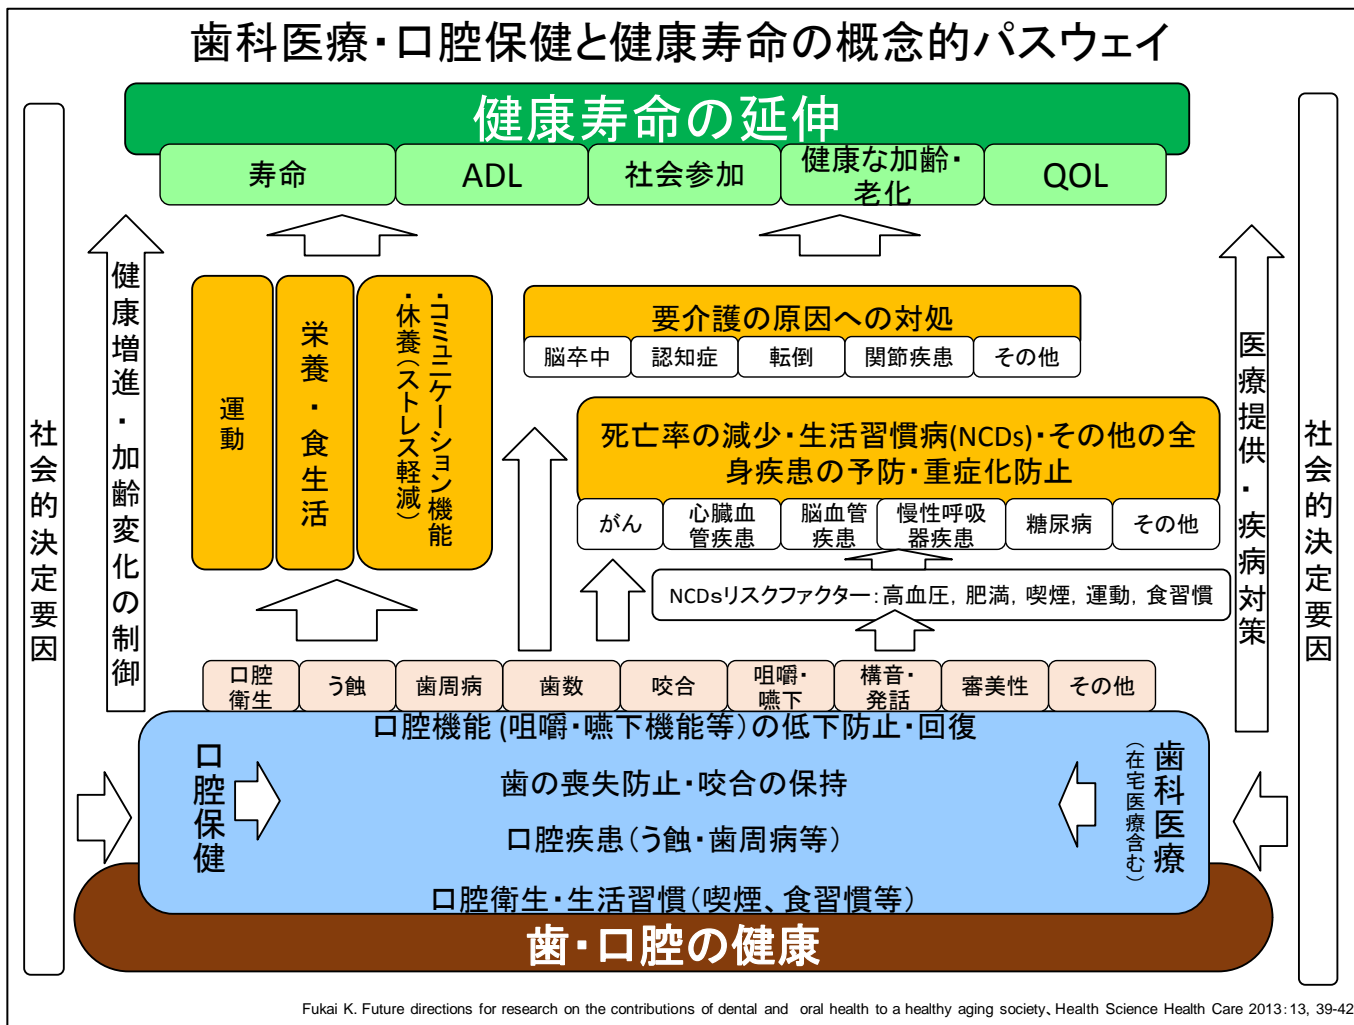 歯科医療・口腔保健と健康寿命の概念的パスウェイ
健康寿命の延伸
寿命
ADL
社会参加
健康な加齢・
老化
QOL
社会的決定要因
健康増進・加齢変化の制御
運動
栄養・食生活
・コミュニケーション機能
・休養(ストレス軽減)
要介護の原因への対処
脳卒中
認知症
転倒
関節疾患
その他
死亡率の減少・生活習慣病(NCDs)・その他の全
身疾患の予防・重症化防止
がん
心臓血
管疾患
脳血管
疾患
慢性呼吸
器疾患
糖尿病
その他
NCDsリスクファクター:高血圧, 肥満, 喫煙, 運動, 食習慣
医療提供・疾病対策
社会的決定要因
口腔
衛生
う蝕
歯周病
歯数
咬合
咀嚼・
嚥下
構音・
発話
審美性
その他
口腔機能(咀嚼・嚥下機能等)の低下防止・回復
口腔保健
歯の喪失防止・咬合の保持
口腔疾患(う蝕・歯周病等)
口腔衛生・生活習慣(喫煙、食習慣等)
歯科医療
(在宅医療含む)
歯・口腔の健康
Fukai K. Future directions for research on the contributions of dental and oral health to a healthy aging society、Health Science Health Care 2013:13, 39-42